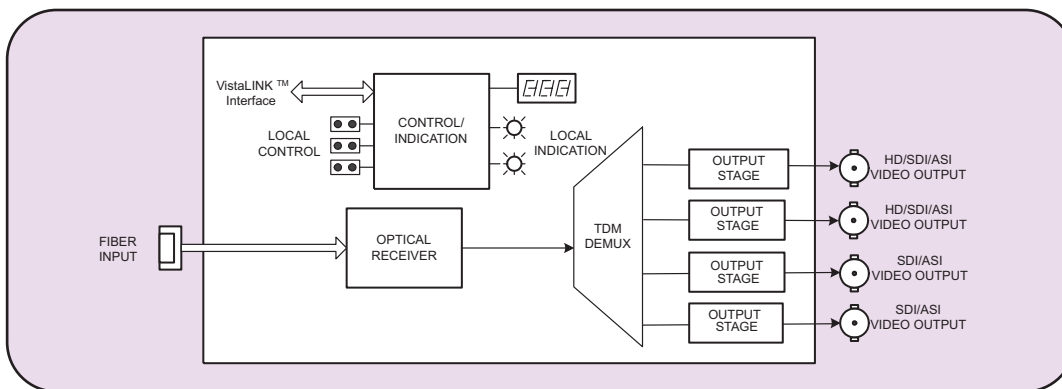 VistaLINK ™
Interface
LOCAL
CONTROL
CONTROL/
INDICATION
LOCAL
INDICATION
FIBER
INPUT
OPTICAL
RECEIVER
TDM
DEMUX
OUTPUT
STAGE
HD/SDI/ASI
VIDEO OUTPUT
OUTPUT
STAGE
HD/SDI/ASI
VIDEO OUTPUT
OUTPUT
STAGE
SDI/ASI
VIDEO OUTPUT
OUTPUT
STAGE
SDI/ASI
VIDEO OUTPUT